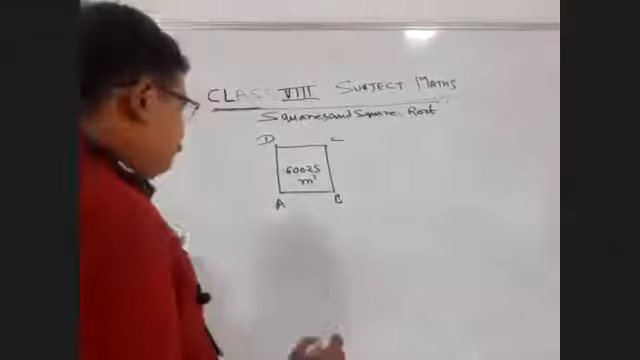 CLASS VIII SUBJECT MATHS
Squares and Square Root
D C
60025
m²
A B